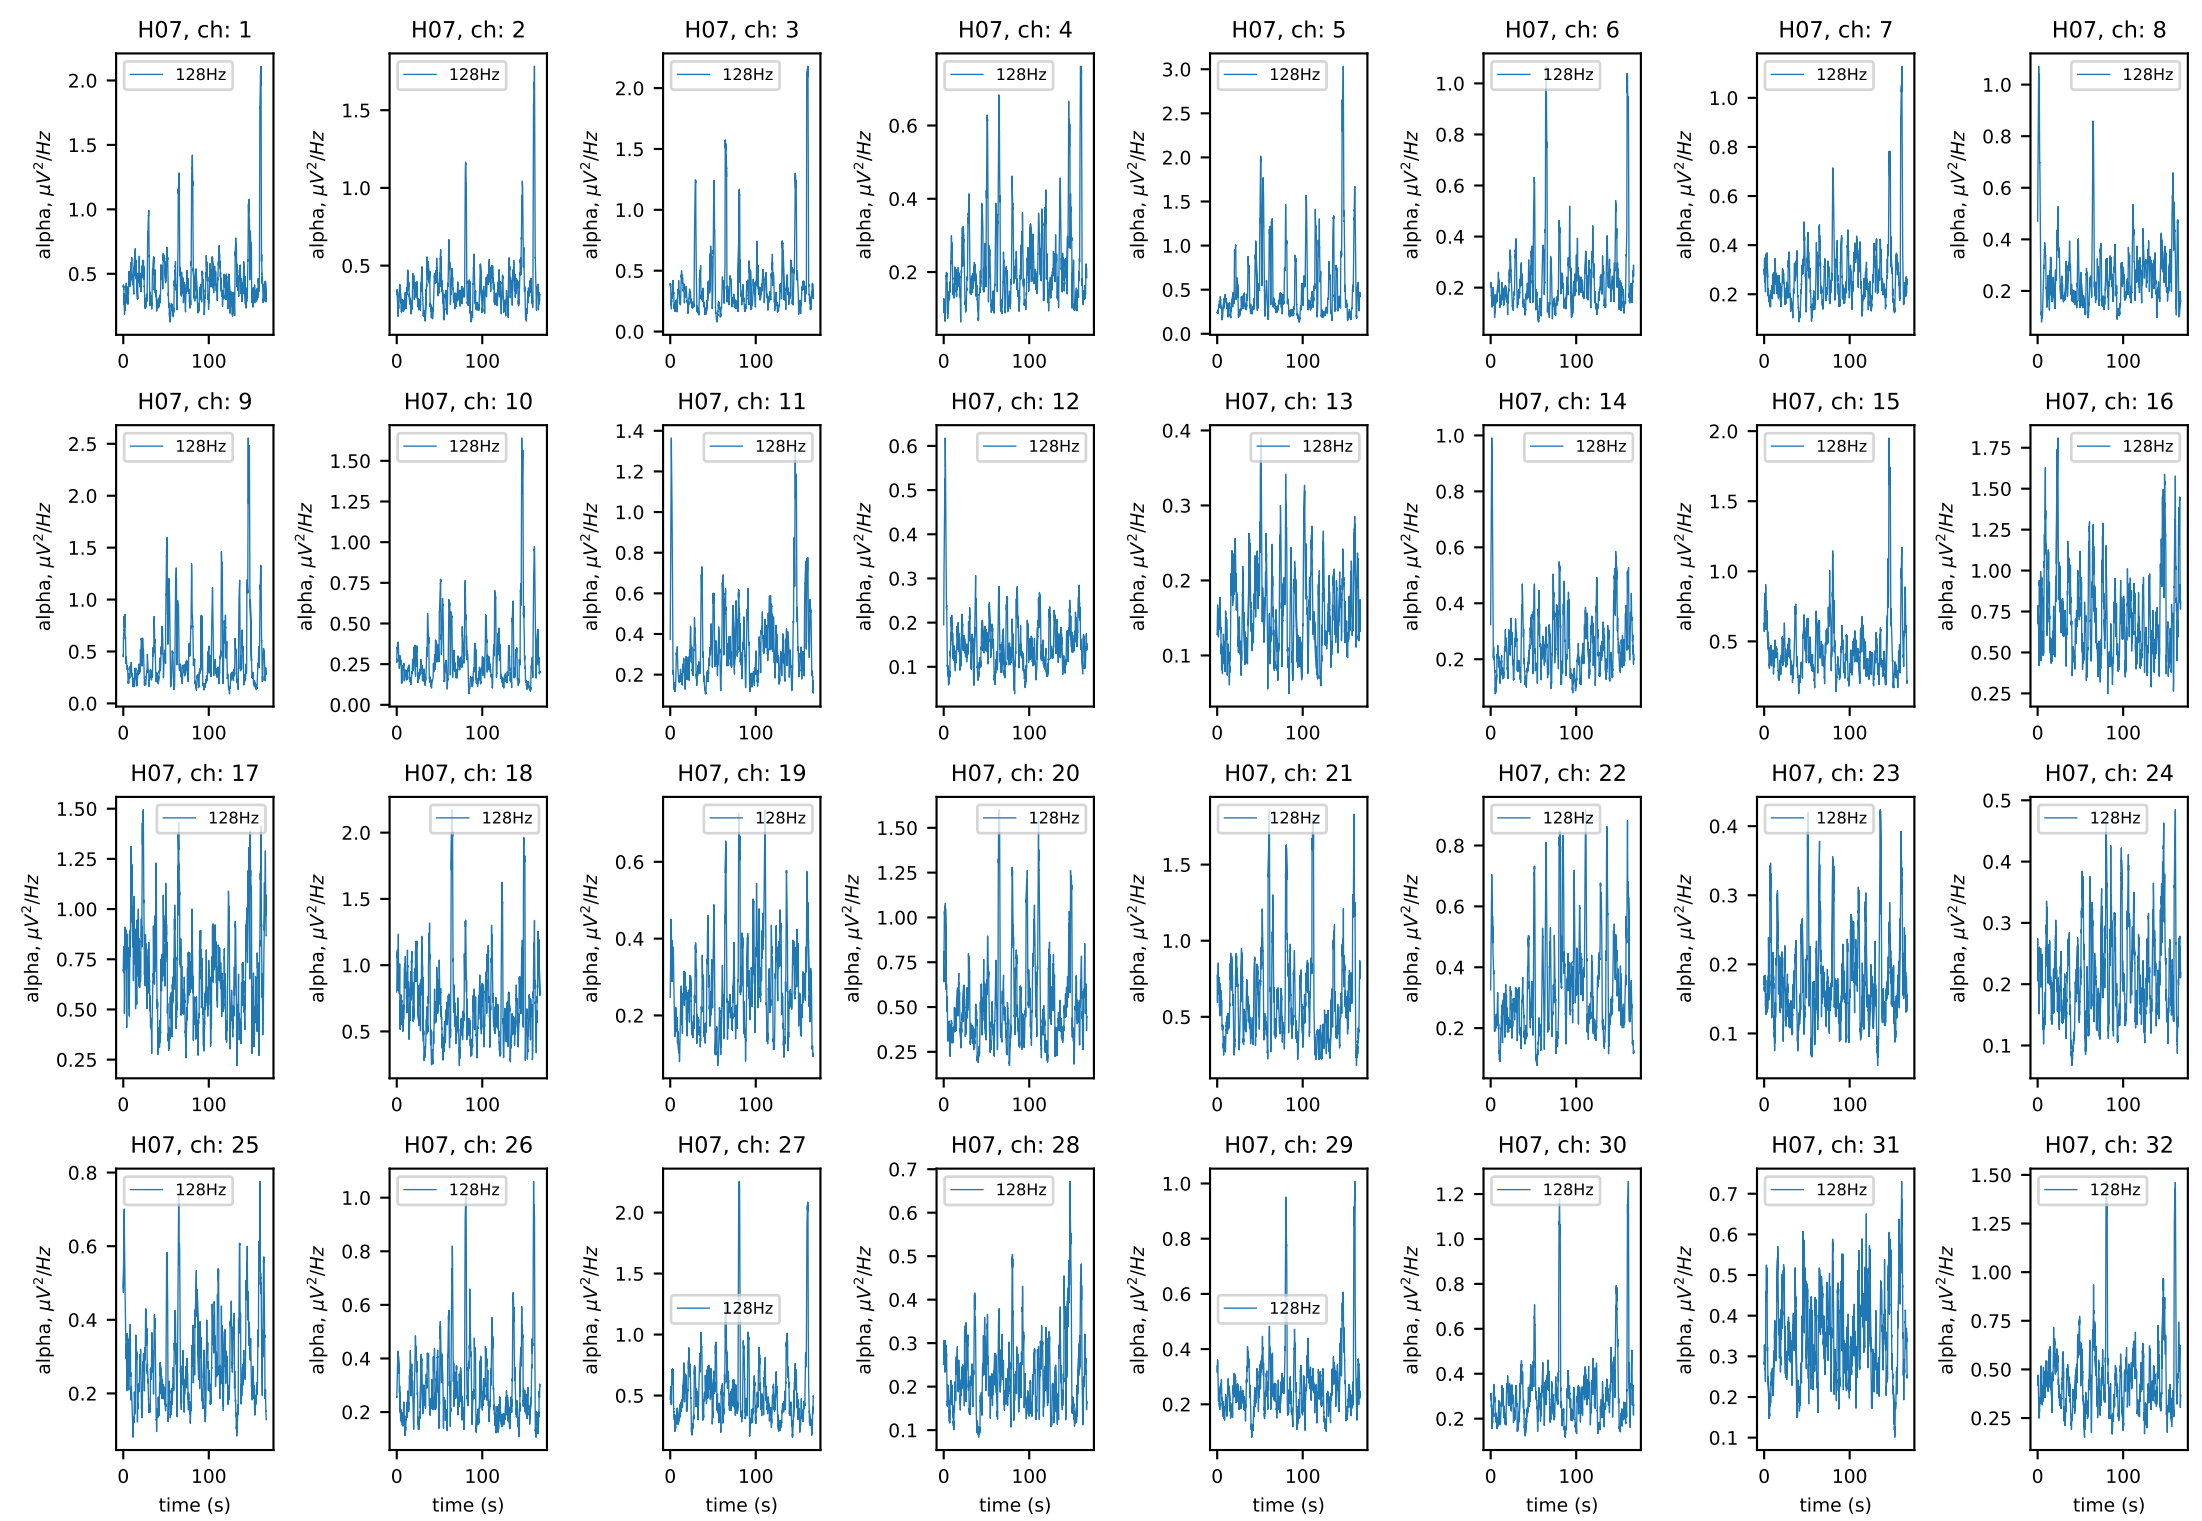 H07, ch: 1 H07, ch: 2 H07, ch: 3 H07, ch: 4 H07, ch: 5 H07, ch: 6 H07, ch: 7 H07, ch: 8
128Hz 128Hz 128Hz 128Hz 128Hz 128Hz 128Hz 128Hz
alpha, μV²/Hz alpha, μV²/Hz alpha, μV²/Hz alpha, μV²/Hz alpha, μV²/Hz alpha, μV²/Hz alpha, μV²/Hz alpha, μV²/Hz
2.0 1.5 1.0 0.5
1.5 1.0 0.5
2.0 1.5 1.0 0.5 0.0
0.6 0.4 0.2
3.0 2.5 2.0 1.5 1.0 0.5 0.0
1.0 0.8 0.6 0.4 0.2
1.0 0.8 0.6 0.4 0.2
1.0 0.8 0.6 0.4 0.2
0 100 0 100 0 100 0 100 0 100 0 100 0 100 0 100
H07, ch: 9 H07, ch: 10 H07, ch: 11 H07, ch: 12 H07, ch: 13 H07, ch: 14 H07, ch: 15 H07, ch: 16
128Hz 128Hz 128Hz 128Hz 128Hz 128Hz 128Hz 128Hz
alpha, μV²/Hz alpha, μV²/Hz alpha, μV²/Hz alpha, μV²/Hz alpha, μV²/Hz alpha, μV²/Hz alpha, μV²/Hz alpha, μV²/Hz
2.5 2.0 1.5 1.0 0.5 0.0
1.50 1.25 1.00 0.75 0.50 0.25 0.00
1.4 1.2 1.0 0.8 0.6 0.4 0.2
0.6 0.5 0.4 0.3 0.2 0.1
0.4 0.3 0.2 0.1
1.0 0.8 0.6 0.4 0.2
2.0 1.5 1.0 0.5
1.75 1.50 1.25 1.00 0.75 0.50 0.25
0 100 0 100 0 100 0 100 0 100 0 100 0 100 0 100
H07, ch: 17 H07, ch: 18 H07, ch: 19 H07, ch: 20 H07, ch: 21 H07, ch: 22 H07, ch: 23 H07, ch: 24
128Hz 128Hz 128Hz 128Hz 128Hz 128Hz 128Hz 128Hz
alpha, μV²/Hz alpha, μV²/Hz alpha, μV²/Hz alpha, μV²/Hz alpha, μV²/Hz alpha, μV²/Hz alpha, μV²/Hz alpha, μV²/Hz
1.50 1.25 1.00 0.75 0.50 0.25
2.0 1.5 1.0 0.5
0.6 0.4 0.2
1.50 1.25 1.00 0.75 0.50 0.25
1.5 1.0 0.5
0.8 0.6 0.4 0.2
0.4 0.3 0.2 0.1
0.5 0.4 0.3 0.2 0.1
0 100 0 100 0 100 0 100 0 100 0 100 0 100 0 100
H07, ch: 25 H07, ch: 26 H07, ch: 27 H07, ch: 28 H07, ch: 29 H07, ch: 30 H07, ch: 31 H07, ch: 32
128Hz 128Hz 128Hz 128Hz 128Hz 128Hz 128Hz 128Hz
alpha, μV²/Hz alpha, μV²/Hz alpha, μV²/Hz alpha, μV²/Hz alpha, μV²/Hz alpha, μV²/Hz alpha, μV²/Hz alpha, μV²/Hz
0.8 0.6 0.4 0.2
1.0 0.8 0.6 0.4 0.2
2.0 1.5 1.0 0.5
0.7 0.6 0.5 0.4 0.3 0.2 0.1
1.0 0.8 0.6 0.4 0.2
1.2 1.0 0.8 0.6 0.4 0.2
0.7 0.6 0.5 0.4 0.3 0.2 0.1
1.50 1.25 1.00 0.75 0.50 0.25
0 100 0 100 0 100 0 100 0 100 0 100 0 100 0 100
time (s) time (s) time (s) time (s) time (s) time (s) time (s) time (s)